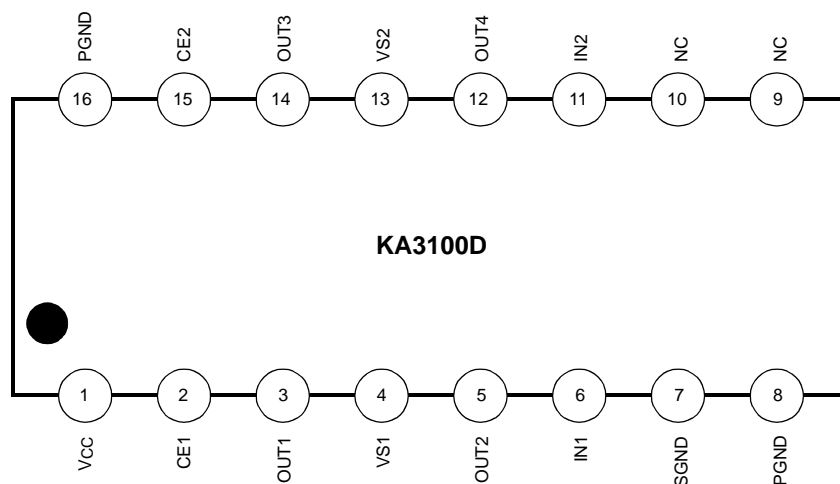 PGND CE2 OUT3 VS2 OUT4 IN2 NC NC
16 15 14 13 12 11 10 9
KA3100D
1 2 3 4 5 6 7 8
VCC CE1 OUT1 VS1 OUT2 IN1 SGND PGND